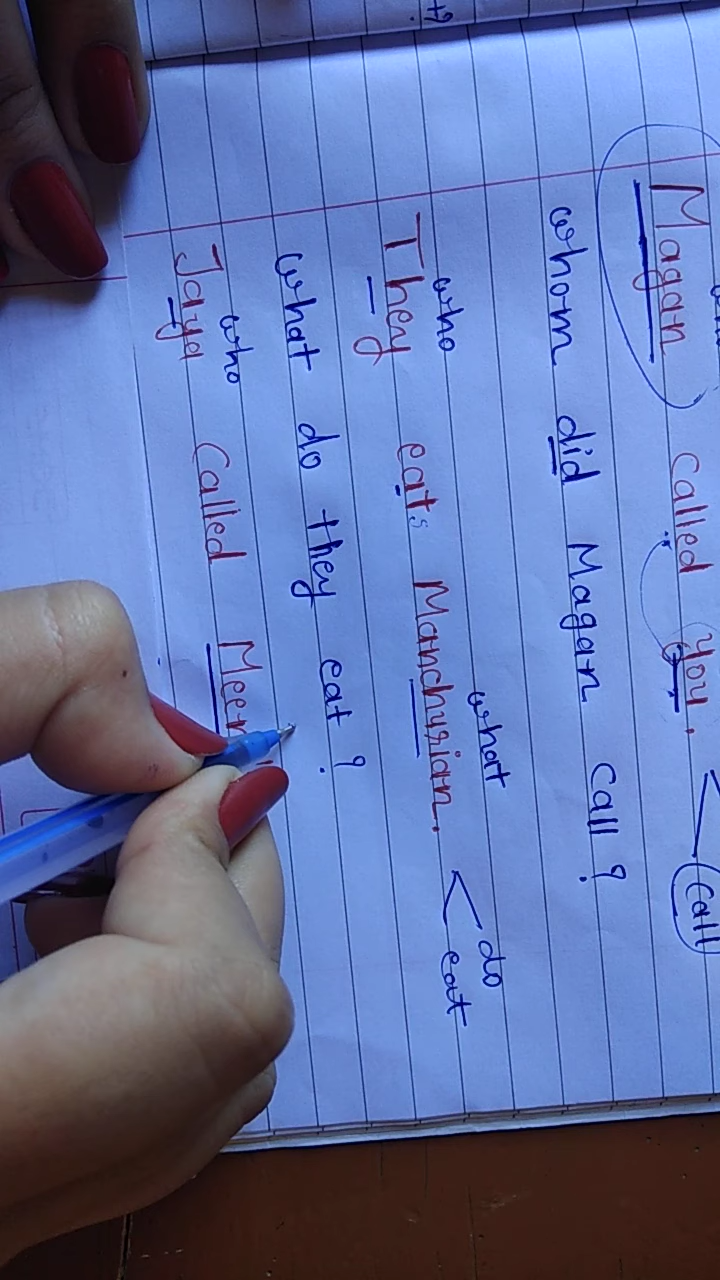 Magan called you. < call
whom did Magan call?
who what do
They eats Manchurian. < eat
what do they eat?
who
Jaya Called